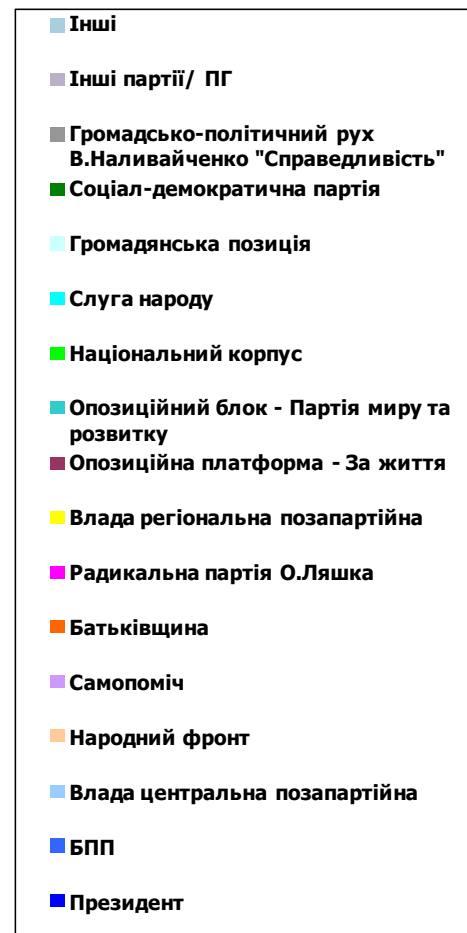 Інші
Інші партії/ ПГ
Громадсько-політичний рух
В.Наливайченко "Справедливість"
Соціал-демократична партія
Громадянська позиція
Слуга народу
Національний корпус
Опозиційний блок - Партія миру та
розвитку
Опозиційна платформа - За життя
Влада регіональна позапартійна
Радикальна партія О.Ляшка
Батьківщина
Самопоміч
Народний фронт
Влада центральна позапартійна
БПП
Президент